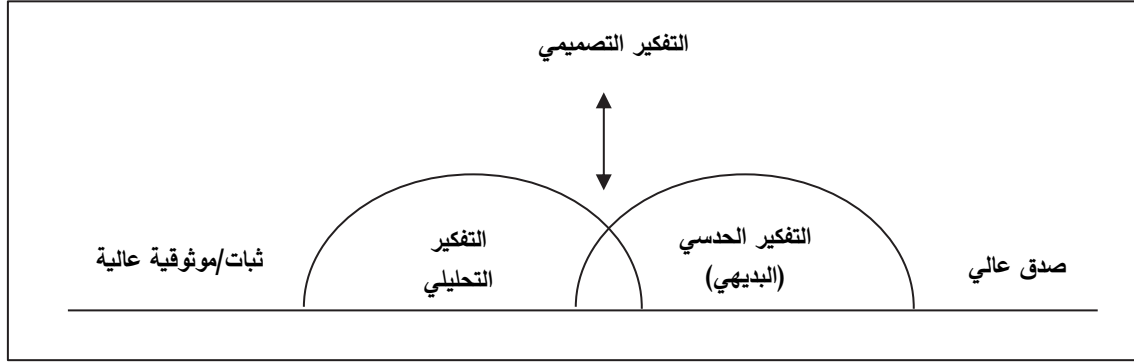 التفكير التصميمي
صدق عالي
التفكير الحدسي
(البديهي)
التفكير
التحليلي
ثبات/موثوقية عالية